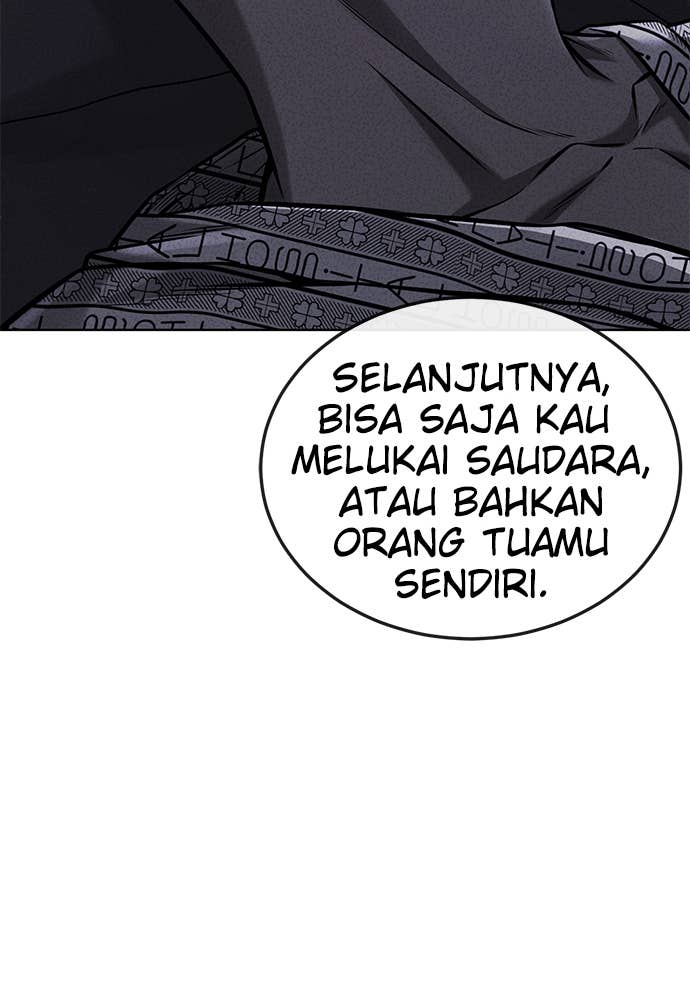 SELANJUTNYA,
BISA SAJA KAU
MELUKAI SAUDARA,
ATAU BAHKAN
ORANG TUAMU
SENDIRI.